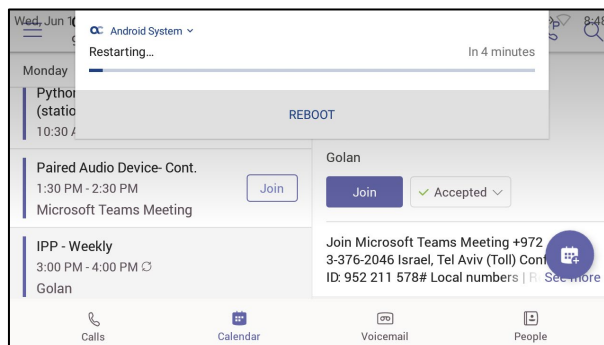 Wed, Jun 1
8:48
Android System
Restarting…
In 4 minutes
REBOOT
Monday
Python
(statio
10:30 A
Paired Audio Device- Cont.
1:30 PM - 2:30 PM
Microsoft Teams Meeting
Join
IPP - Weekly
3:00 PM - 4:00 PM
Golan
Golan
Join
Accepted
Join Microsoft Teams Meeting +972
3-376-2046 Israel, Tel Aviv (Toll) Conf
ID: 952 211 578# Local numbers | R
See more
Calls
Calendar
Voicemail
People